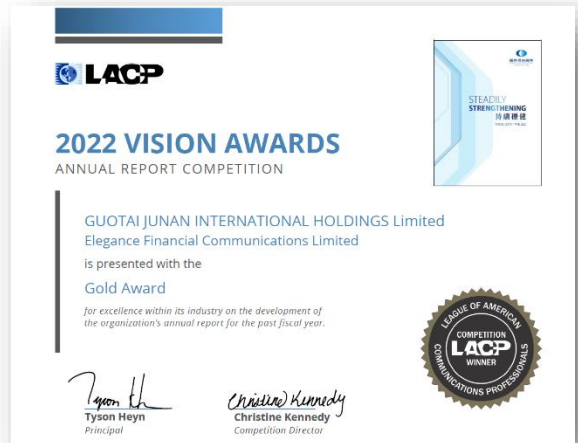 LACP
2022 VISION AWARDS
ANNUAL REPORT COMPETITION
STEADILY
STRENGTHENING
持續穩健
GUOTAI JUNAN INTERNATIONAL HOLDINGS Limited
Elegance Financial Communications Limited
is presented with the
Gold Award
for excellence within its industry on the development of
the organization's annual report for the past fiscal year.
LEAGUE OF AMERICAN
COMMUNICATIONS PROFESSIONALS
COMPETITION
LACP
WINNER
Tyson Heyn
Principal
Christine Kennedy
Christine Kennedy
Competition Director